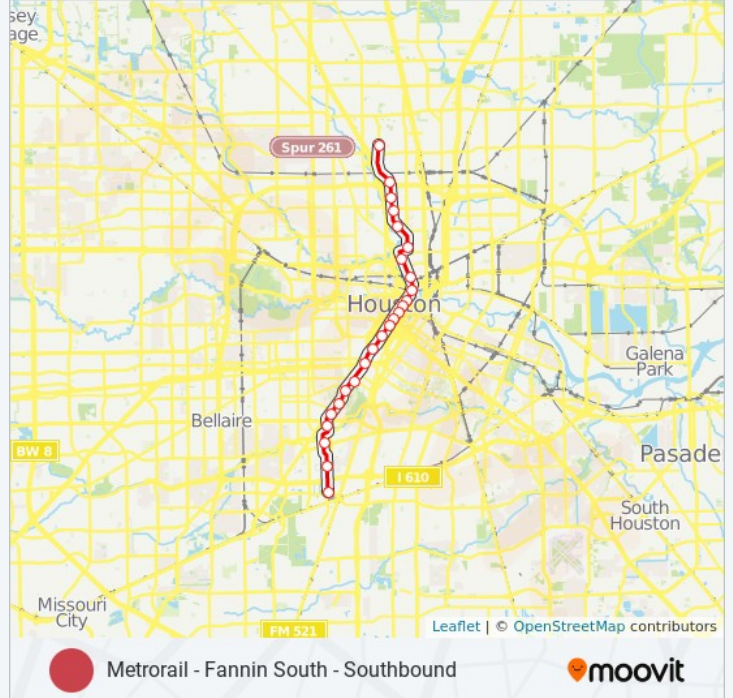 sey
age
Spur 261
Houston
Galena
Park
Bellaire
BW 8
Pasade
I 610
South
Houston
Missouri
City
FM 521
Leaflet | © OpenStreetMap contributors
Metrorail - Fannin South - Southbound
moovit